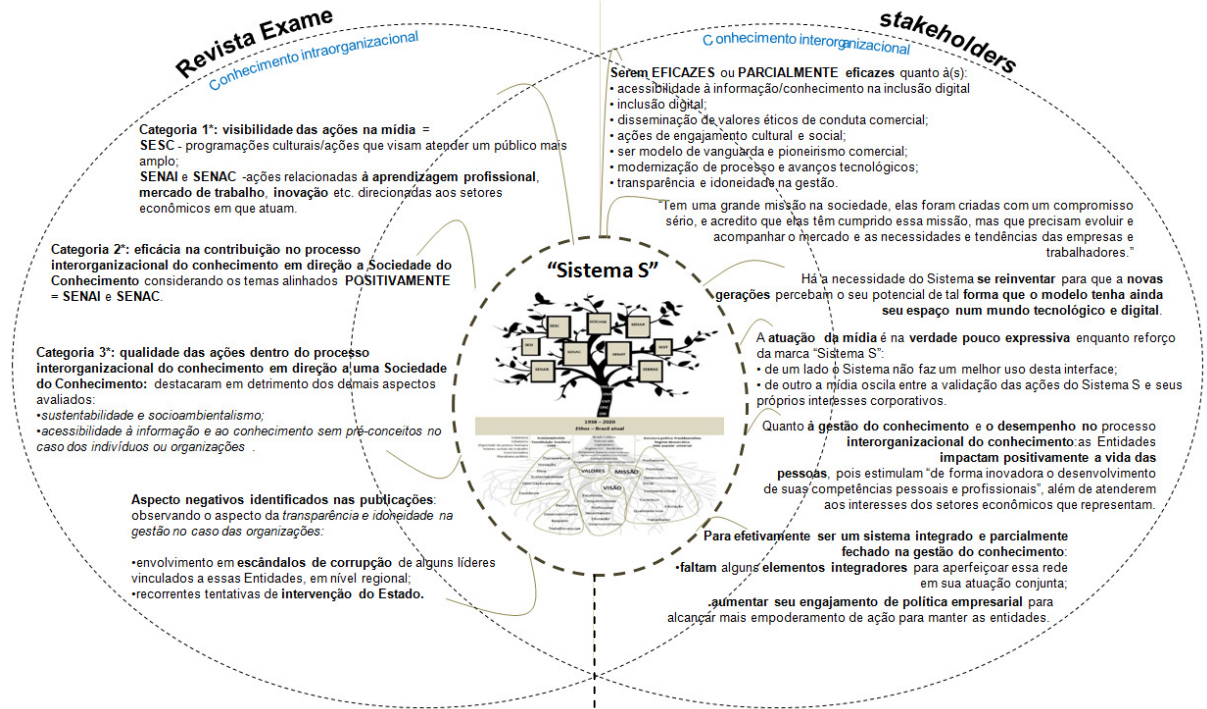 Revista Exame
Conhecimento intraorganizacional
Categoria 1*: visibilidade das ações na mídia =
SESC - programações culturais/ações que visam atender um público mais
amplo;
SENAI e SENAC -ações relacionadas à aprendizagem profissional,
mercado de trabalho, inovação etc. direcionadas aos setores
econômicos em que atuam.
Categoria 2*: eficácia na contribuição no processo
interorganizacional do conhecimento em direção a Sociedade do
Conhecimento considerando os temas alinhados POSITIVAMENTE
= SENAI e SENAC.
Categoria 3*: qualidade das ações dentro do processo
interorganizacional do conhecimento em direção a uma Sociedade
do Conhecimento: destacaram em detrimento dos demais aspectos
avaliados:
•sustentabilidade e socioambientalismo;
•acessibilidade à informação e ao conhecimento sem pré-conceitos no
caso dos indivíduos ou organizações .
Aspecto negativos identificados nas publicações:
observando o aspecto da transparência e idoneidade na
gestão no caso das organizações:
•envolvimento em escândalos de corrupção de alguns líderes
vinculados a essas Entidades, em nível regional;
•recorrentes tentativas de intervenção do Estado.
"Sistema S"
SESC
SENAR
SESI
SENAC
SENAT
SEST
SEBRAE
1938 – 2020
Ethos – Brasil atual
VALORES
MISSÃO
VISÃO
stakeholders
Conhecimento interorganizacional
Serem EFICAZES ou PARCIALMENTE eficazes quanto à(s):
• acessibilidade à informação/conhecimento na inclusão digital
• inclusão digital;
• disseminação de valores éticos de conduta comercial;
• ações de engajamento cultural e social;
• ser modelo de vanguarda e pioneirismo comercial;
• modernização de processo e avanços tecnológicos;
• transparência e idoneidade na gestão.
"Tem uma grande missão na sociedade, elas foram criadas com um compromisso
sério, e acredito que elas têm cumprido essa missão, mas que precisam evoluir e
acompanhar o mercado e as necessidades e tendências das empresas e
trabalhadores."
Há a necessidade do Sistema se reinventar para que a novas
gerações percebam o seu potencial de tal forma que o modelo tenha ainda
seu espaço num mundo tecnológico e digital.
A atuação da mídia é na verdade pouco expressiva enquanto reforço
da marca "Sistema S":
• de um lado o Sistema não faz um melhor uso desta interface;
• de outro a mídia oscila entre a validação das ações do Sistema S e seus
próprios interesses corporativos.
Quanto à gestão do conhecimento e o desempenho no processo
interorganizacional do conhecimento:as Entidades
impactam positivamente a vida das
pessoas, pois estimulam "de forma inovadora o desenvolvimento
de suas competências pessoais e profissionais", além de atenderem
aos interesses dos setores econômicos que representam.
Para efetivamente ser um sistema integrado e parcialmente
fechado na gestão do conhecimento:
•faltam alguns elementos integradores para aperfeiçoar essa rede
em sua atuação conjunta;
.aumentar seu engajamento de política empresarial para
alcançar mais empoderamento de ação para manter as entidades.